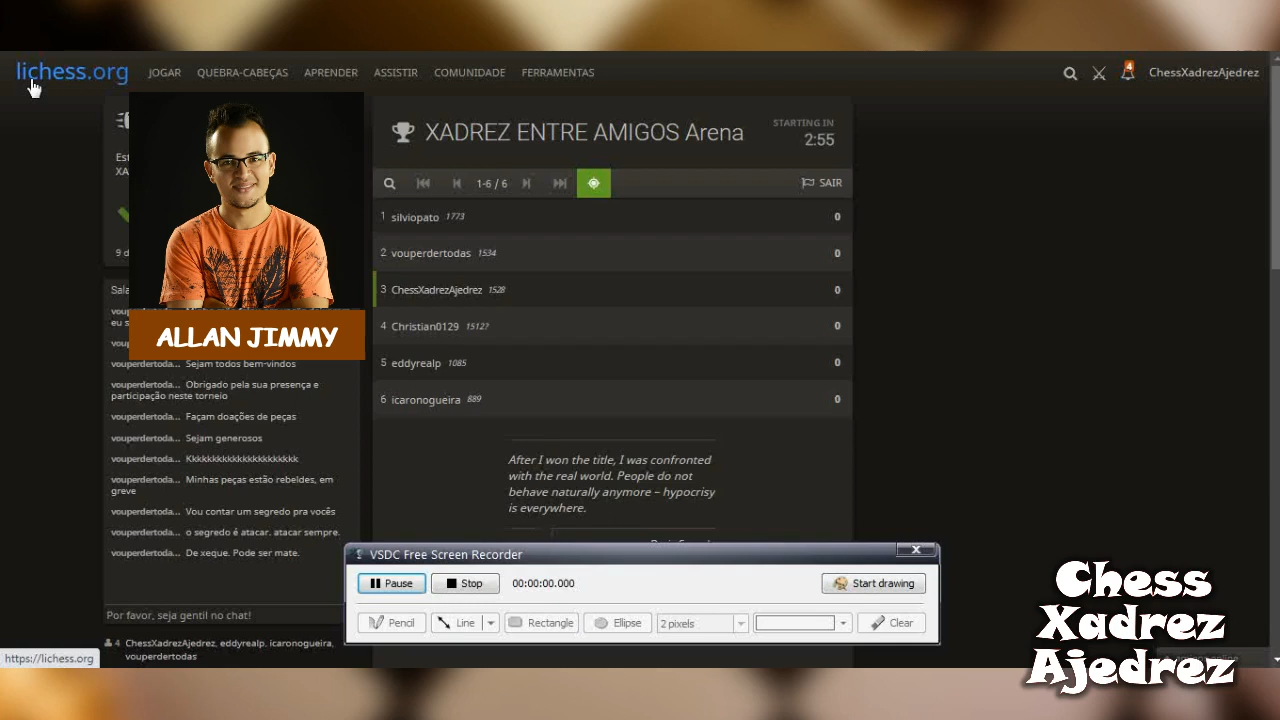 lichess.org JOGAR QUEBRA-CABEÇAS APRENDER ASSISTIR COMUNIDADE FERRAMENTAS 4 ChessXadrezAjedrez
XADREZ ENTRE AMIGOS Arena
STARTING IN
2:55
1-6 / 6 SAIR
1 silviopato 1773 0
2 vouperdertodas 1534 0
3 ChessXadrezAjedrez 1528 0
4 Christian0129 1512? 0
5 eddyrealp 1085 0
6 icaronogueira 889 0
After I won the title, I was confronted
with the real world. People do not
behave naturally anymore – hypocrisy
is everywhere.
Est
XA
9 d
ALLAN JIMMY
Sala
eu s
vouperdertoda... Sejam todos bem-vindos
vouperdertoda... Obrigado pela sua presença e
participação neste torneio
vouperdertoda... Façam doações de peças
vouperdertoda... Sejam generosos
vouperdertoda... Kkkkkkkkkkkkkkkkkkkkk
vouperdertoda... Minhas peças estão rebeldes, em
greve
vouperdertoda... Vou contar um segredo pra vocês
vouperdertoda... o segredo é atacar. atacar sempre.
vouperdertoda... De xeque. Pode ser mate.
Por favor, seja gentil no chat!
4 ChessXadrezAjedrez, eddyrealp, icaronogueira,
vouperdertodas
https://lichess.org
VSDC Free Screen Recorder
Pause Stop 00:00:00.000 Start drawing
Pencil Line Rectangle Ellipse 2 pixels Clear
Chess
Xadrez
Ajedrez